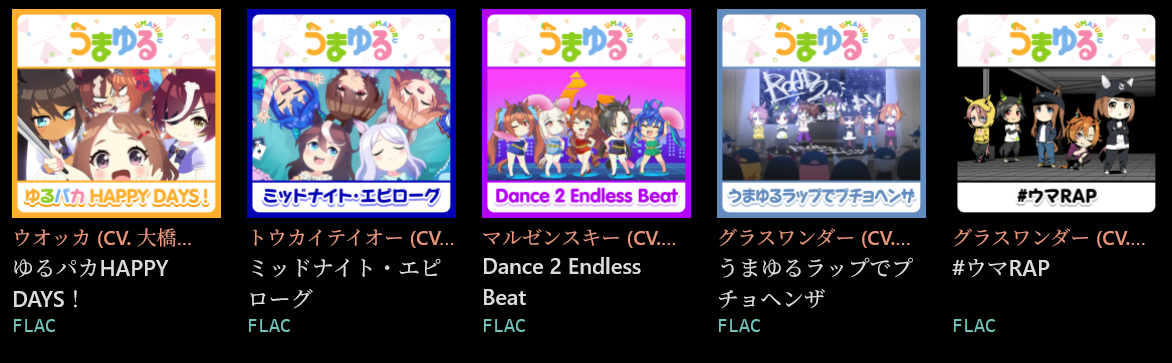 うまゆる UMAYURU
ゆるパカ HAPPY DAYS!
ウオッカ (CV. 大橋...
ゆるパカHAPPY
DAYS！
FLAC
うまゆる UMAYURU
ミッドナイト・エピローグ
トウカイテイオー (CV...
ミッドナイト・エピ
ローグ
FLAC
うまゆる UMAYURU
Dance 2 Endless Beat
マルゼンスキー (CV....
Dance 2 Endless
Beat
FLAC
うまゆる UMAYURU
うまゆるラップでプチョヘンザ
グラスワンダー (CV....
うまゆるラップでプ
チョヘンザ
FLAC
うまゆる UMAYURU
#ウマRAP
グラスワンダー (CV....
#ウマRAP
FLAC